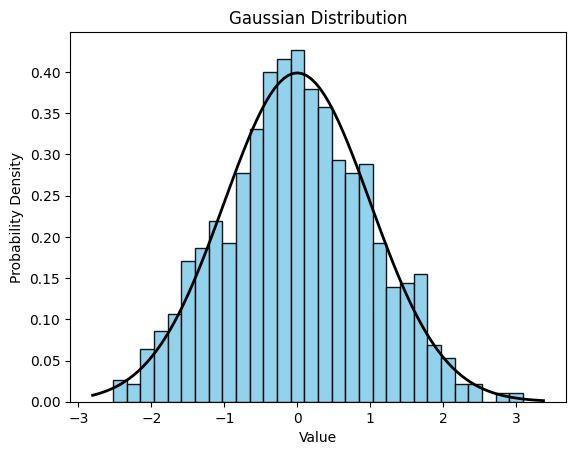 Gaussian Distribution
0.40
0.35
0.30
0.25
0.20
0.15
0.10
0.05
0.00
Probability Density
−3 −2 −1 0 1 2 3
Value